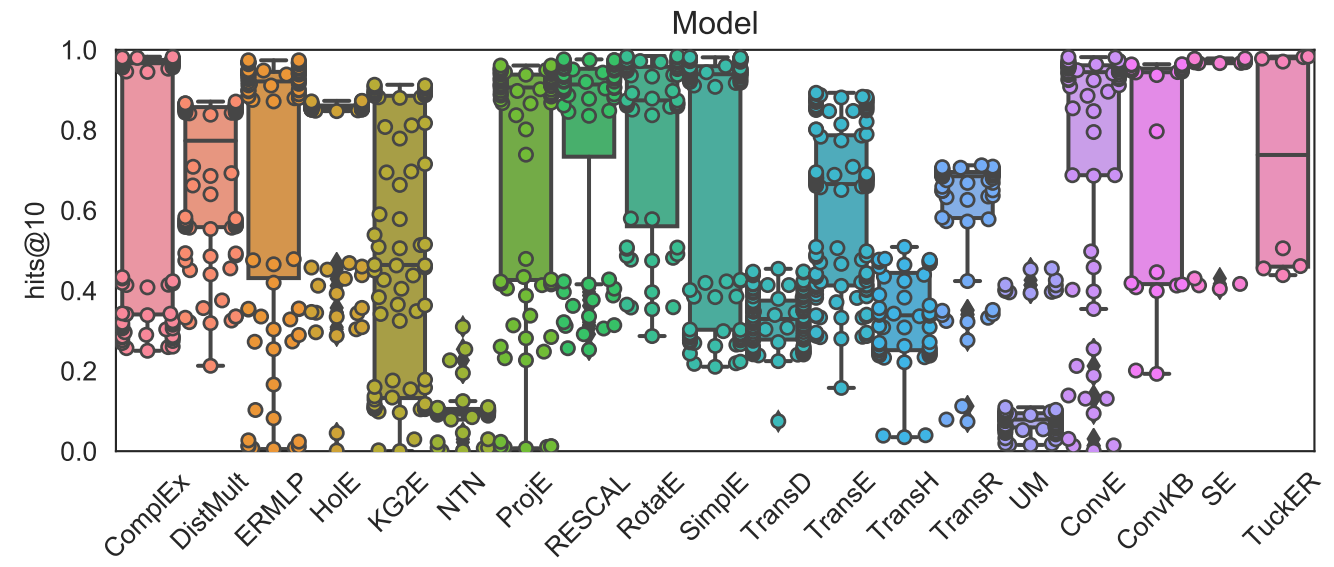 Model
hits@10
1.0
0.8
0.6
0.4
0.2
0.0
ComplEx
DistMult
ERMLP
HolE
KG2E
NTN
ProjE
RESCAL
RotatE
SimplE
TransD
TransE
TransH
TransR
UM
ConvE
ConvKB
SE
TuckER